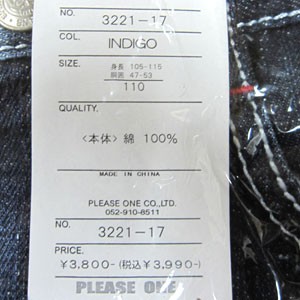 NO. 3221-17
COL. INDIGO
SIZE. 身長 105-115
胴囲 47-53
110
QUALITY.
〈本体〉 綿 100%
MADE IN CHINA
PLEASE ONE CO.,LTD.
052-910-8511
NO. 3221-17
PRICE.
¥3,800-(税込¥3,990-)
PLEASE ONE